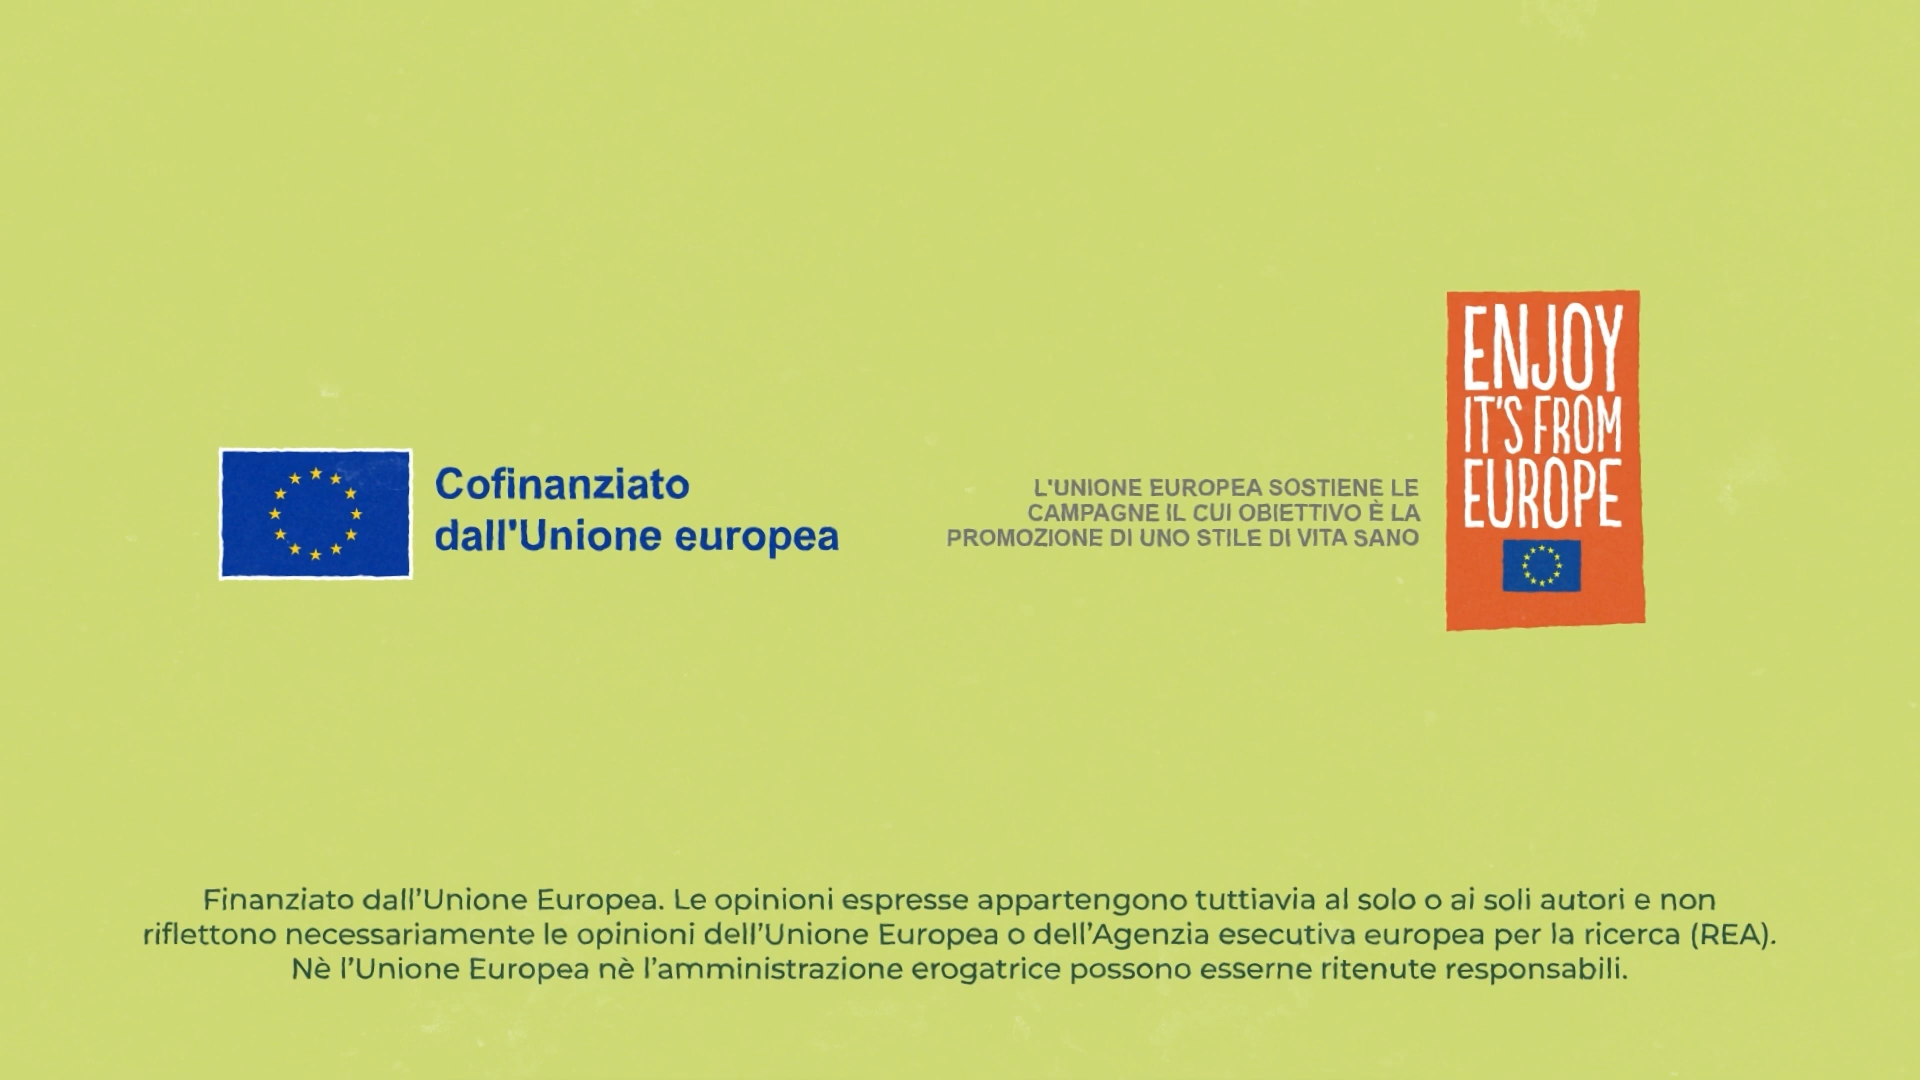 Cofinanziato
dall'Unione europea
L'UNIONE EUROPEA SOSTIENE LE
CAMPAGNE IL CUI OBIETTIVO È LA
PROMOZIONE DI UNO STILE DI VITA SANO
ENJOY
IT'S FROM
EUROPE
Finanziato dall’Unione Europea. Le opinioni espresse appartengono tuttiavia al solo o ai soli autori e non
riflettono necessariamente le opinioni dell’Unione Europea o dell’Agenzia esecutiva europea per la ricerca (REA).
Nè l’Unione Europea nè l’amministrazione erogatrice possono esserne ritenute responsabili.